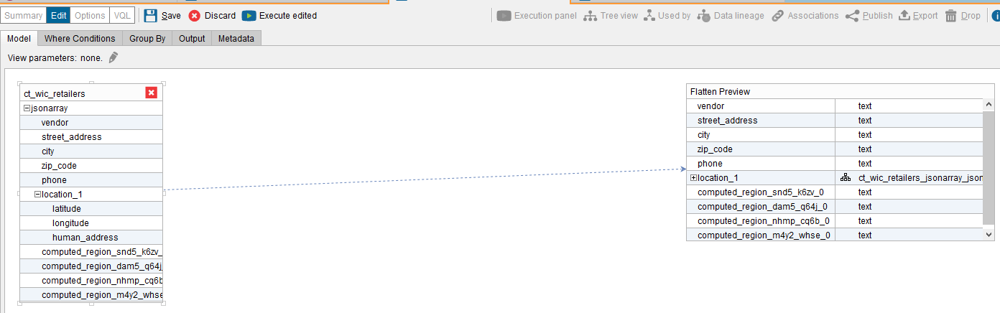 Summary Edit Options VQL Save Discard Execute edited Execution panel Tree view Used by Data lineage Associations Publish Export Drop
Model Where Conditions Group By Output Metadata
View parameters: none.
ct_wic_retailers
jsonarray
vendor
street_address
city
zip_code
phone
location_1
latitude
longitude
human_address
computed_region_snd5_k6zv_
computed_region_dam5_q64j_
computed_region_nhmp_cq6b
computed_region_m4y2_whse
Flatten Preview
vendor text
street_address text
city text
zip_code text
phone text
location_1 ct_wic_retailers_jsonarray_json
computed_region_snd5_k6zv_0 text
computed_region_dam5_q64j_0 text
computed_region_nhmp_cq6b_0 text
computed_region_m4y2_whse_0 text